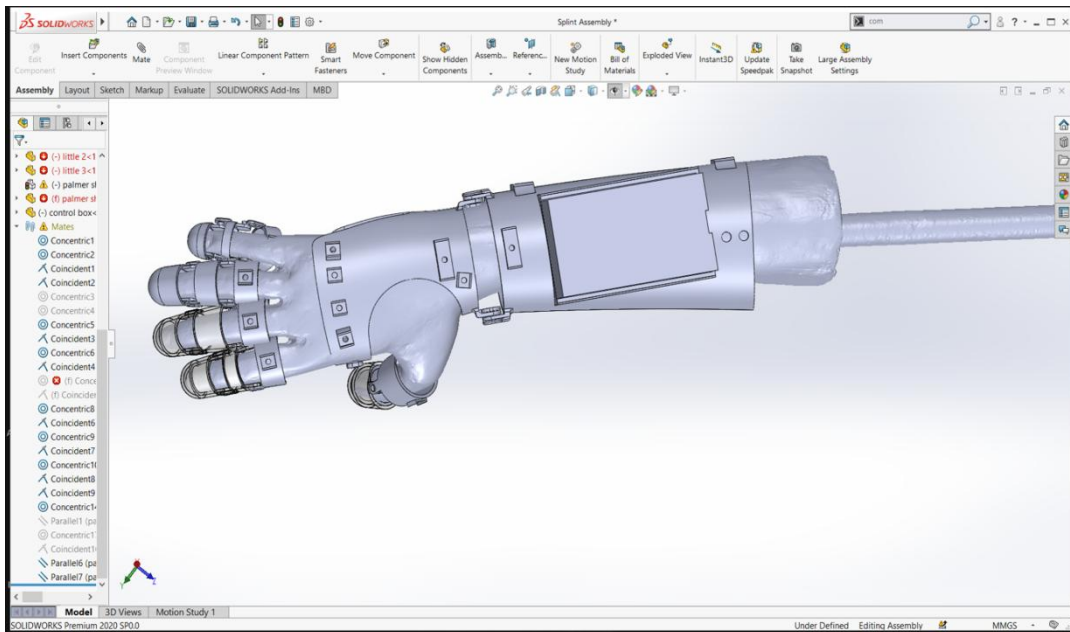 SOLIDWORKS
Splint Assembly *
com
Edit Component
Insert Components
Mate
Component Preview Window
Linear Component Pattern
Smart Fasteners
Move Component
Show Hidden Components
Assemb...
Referenc...
New Motion Study
Bill of Materials
Exploded View
Instant3D
Update Speedpak
Take Snapshot
Large Assembly Settings
Assembly
Layout
Sketch
Markup
Evaluate
SOLIDWORKS Add-Ins
MBD
(-) little 2<1
(-) little 3<1
(-) palmer sl
(f) palmer sl
(-) control box<
Mates
Concentric1
Concentric2
Coincident1
Coincident2
Concentric3
Concentric4
Concentric5
Coincident3
Concentric6
Coincident4
(f) Conce
(f) Coincider
Concentric8
Coincident6
Concentric9
Coincident7
Concentric1(
Coincident8
Coincident9
Concentric14
Parallel1 (pa
Concentric1
Coincident1
Parallel6 (pa
Parallel7 (pa
Model
3D Views
Motion Study 1
SOLIDWORKS Premium 2020 SP0.0
Under Defined
Editing Assembly
MMGS